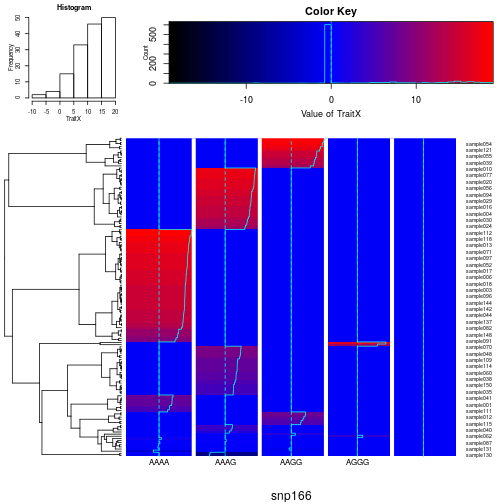 Histogram
Frequency
0 10 20 30 40 50
-10 -5 0 5 10 15 20
TraitX
Color Key
Count
0 200 500
-10 0 10
Value of TraitX
sample054
sample121
sample055
sample039
sample010
sample077
sample020
sample056
sample094
sample029
sample016
sample004
sample030
sample024
sample112
sample118
sample013
sample071
sample097
sample052
sample017
sample006
sample018
sample003
sample096
sample144
sample142
sample044
sample137
sample082
sample148
sample091
sample070
sample048
sample109
sample114
sample060
sample038
sample150
sample035
sample041
sample001
sample111
sample012
sample115
sample040
sample062
sample087
sample131
sample130
AAAA AAAG AAGG AGGG
snp166